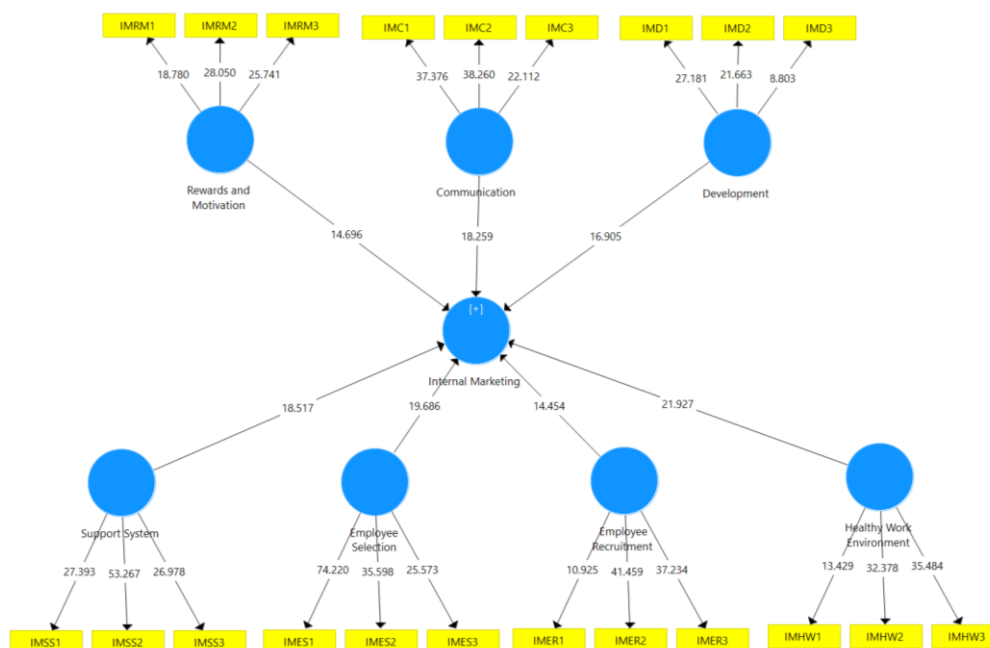 IMRM1 IMRM2 IMRM3 IMC1 IMC2 IMC3 IMD1 IMD2 IMD3
18.780 28.050 25.741 37.376 38.260 22.112 27.181 21.663 8.803
Rewards and
Motivation
Communication
Development
14.696 18.259 16.905
[+]
Internal Marketing
18.517 19.686 14.454 21.927
Support System
Employee
Selection
Employee
Recruitment
Healthy Work
Environment
27.393 53.267 26.978 74.220 35.598 25.573 10.925 41.459 37.234 13.429 32.378 35.484
IMSS1 IMSS2 IMSS3 IMES1 IMES2 IMES3 IMER1 IMER2 IMER3 IMHW1 IMHW2 IMHW3